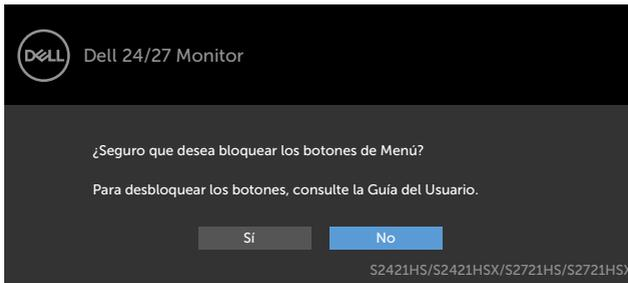 DELL
Dell 24/27 Monitor
¿Seguro que desea bloquear los botones de Menú?
Para desbloquear los botones, consulte la Guía del Usuario.
Sí No
S2421HS/S2421HSX/S2721HS/S2721HSX